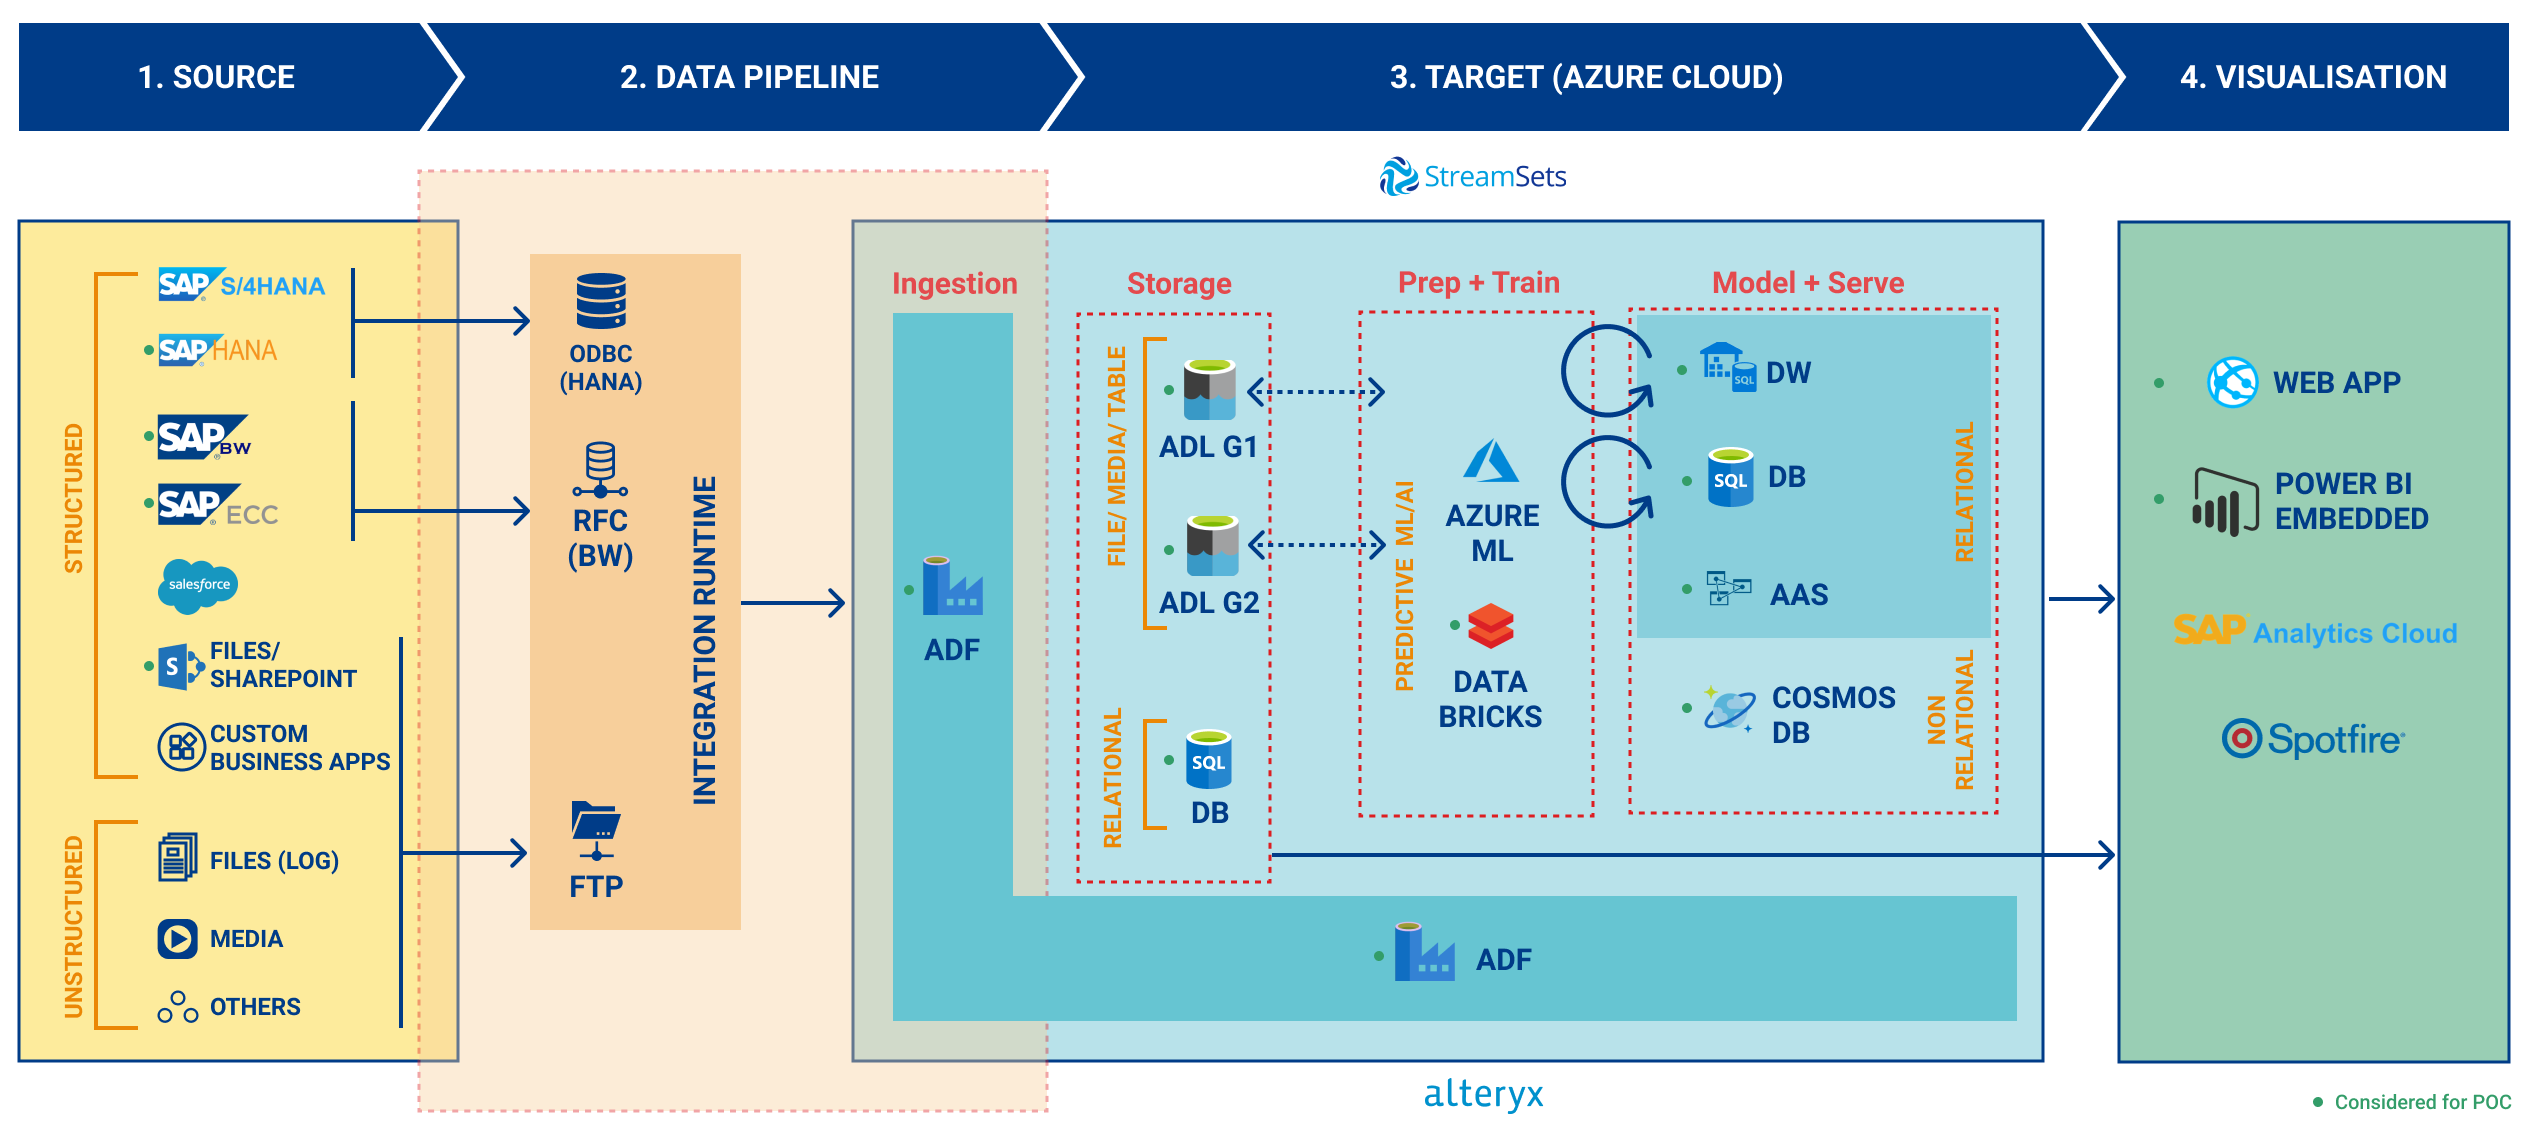 1. SOURCE
2. DATA PIPELINE
3. TARGET (AZURE CLOUD)
4. VISUALISATION
StreamSets
STRUCTURED
SAP S/4HANA
SAP HANA
SAP BW
SAP ECC
salesforce
S
FILES/
SHAREPOINT
CUSTOM
BUSINESS APPS
UNSTRUCTURED
FILES (LOG)
MEDIA
OTHERS
ODBC
(HANA)
RFC
(BW)
FTP
INTEGRATION RUNTIME
Ingestion
ADF
Storage
FILE/ MEDIA/ TABLE
ADL G1
ADL G2
RELATIONAL
SQL
DB
Prep + Train
PREDICTIVE ML/AI
AZURE
ML
DATA
BRICKS
Model + Serve
SQL
DW
SQL
DB
AAS
RELATIONAL
COSMOS
DB
NON
RELATIONAL
ADF
WEB APP
POWER BI
EMBEDDED
SAP Analytics Cloud
Spotfire
alteryx
Considered for POC